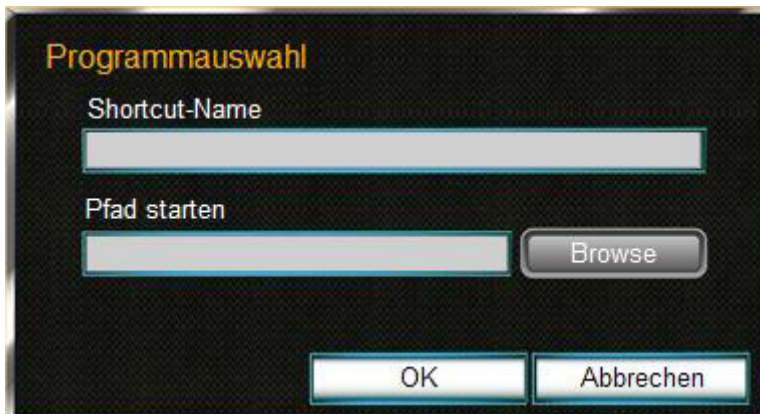 Programmauswahl
Shortcut-Name
Pfad starten
Browse
OK Abbrechen